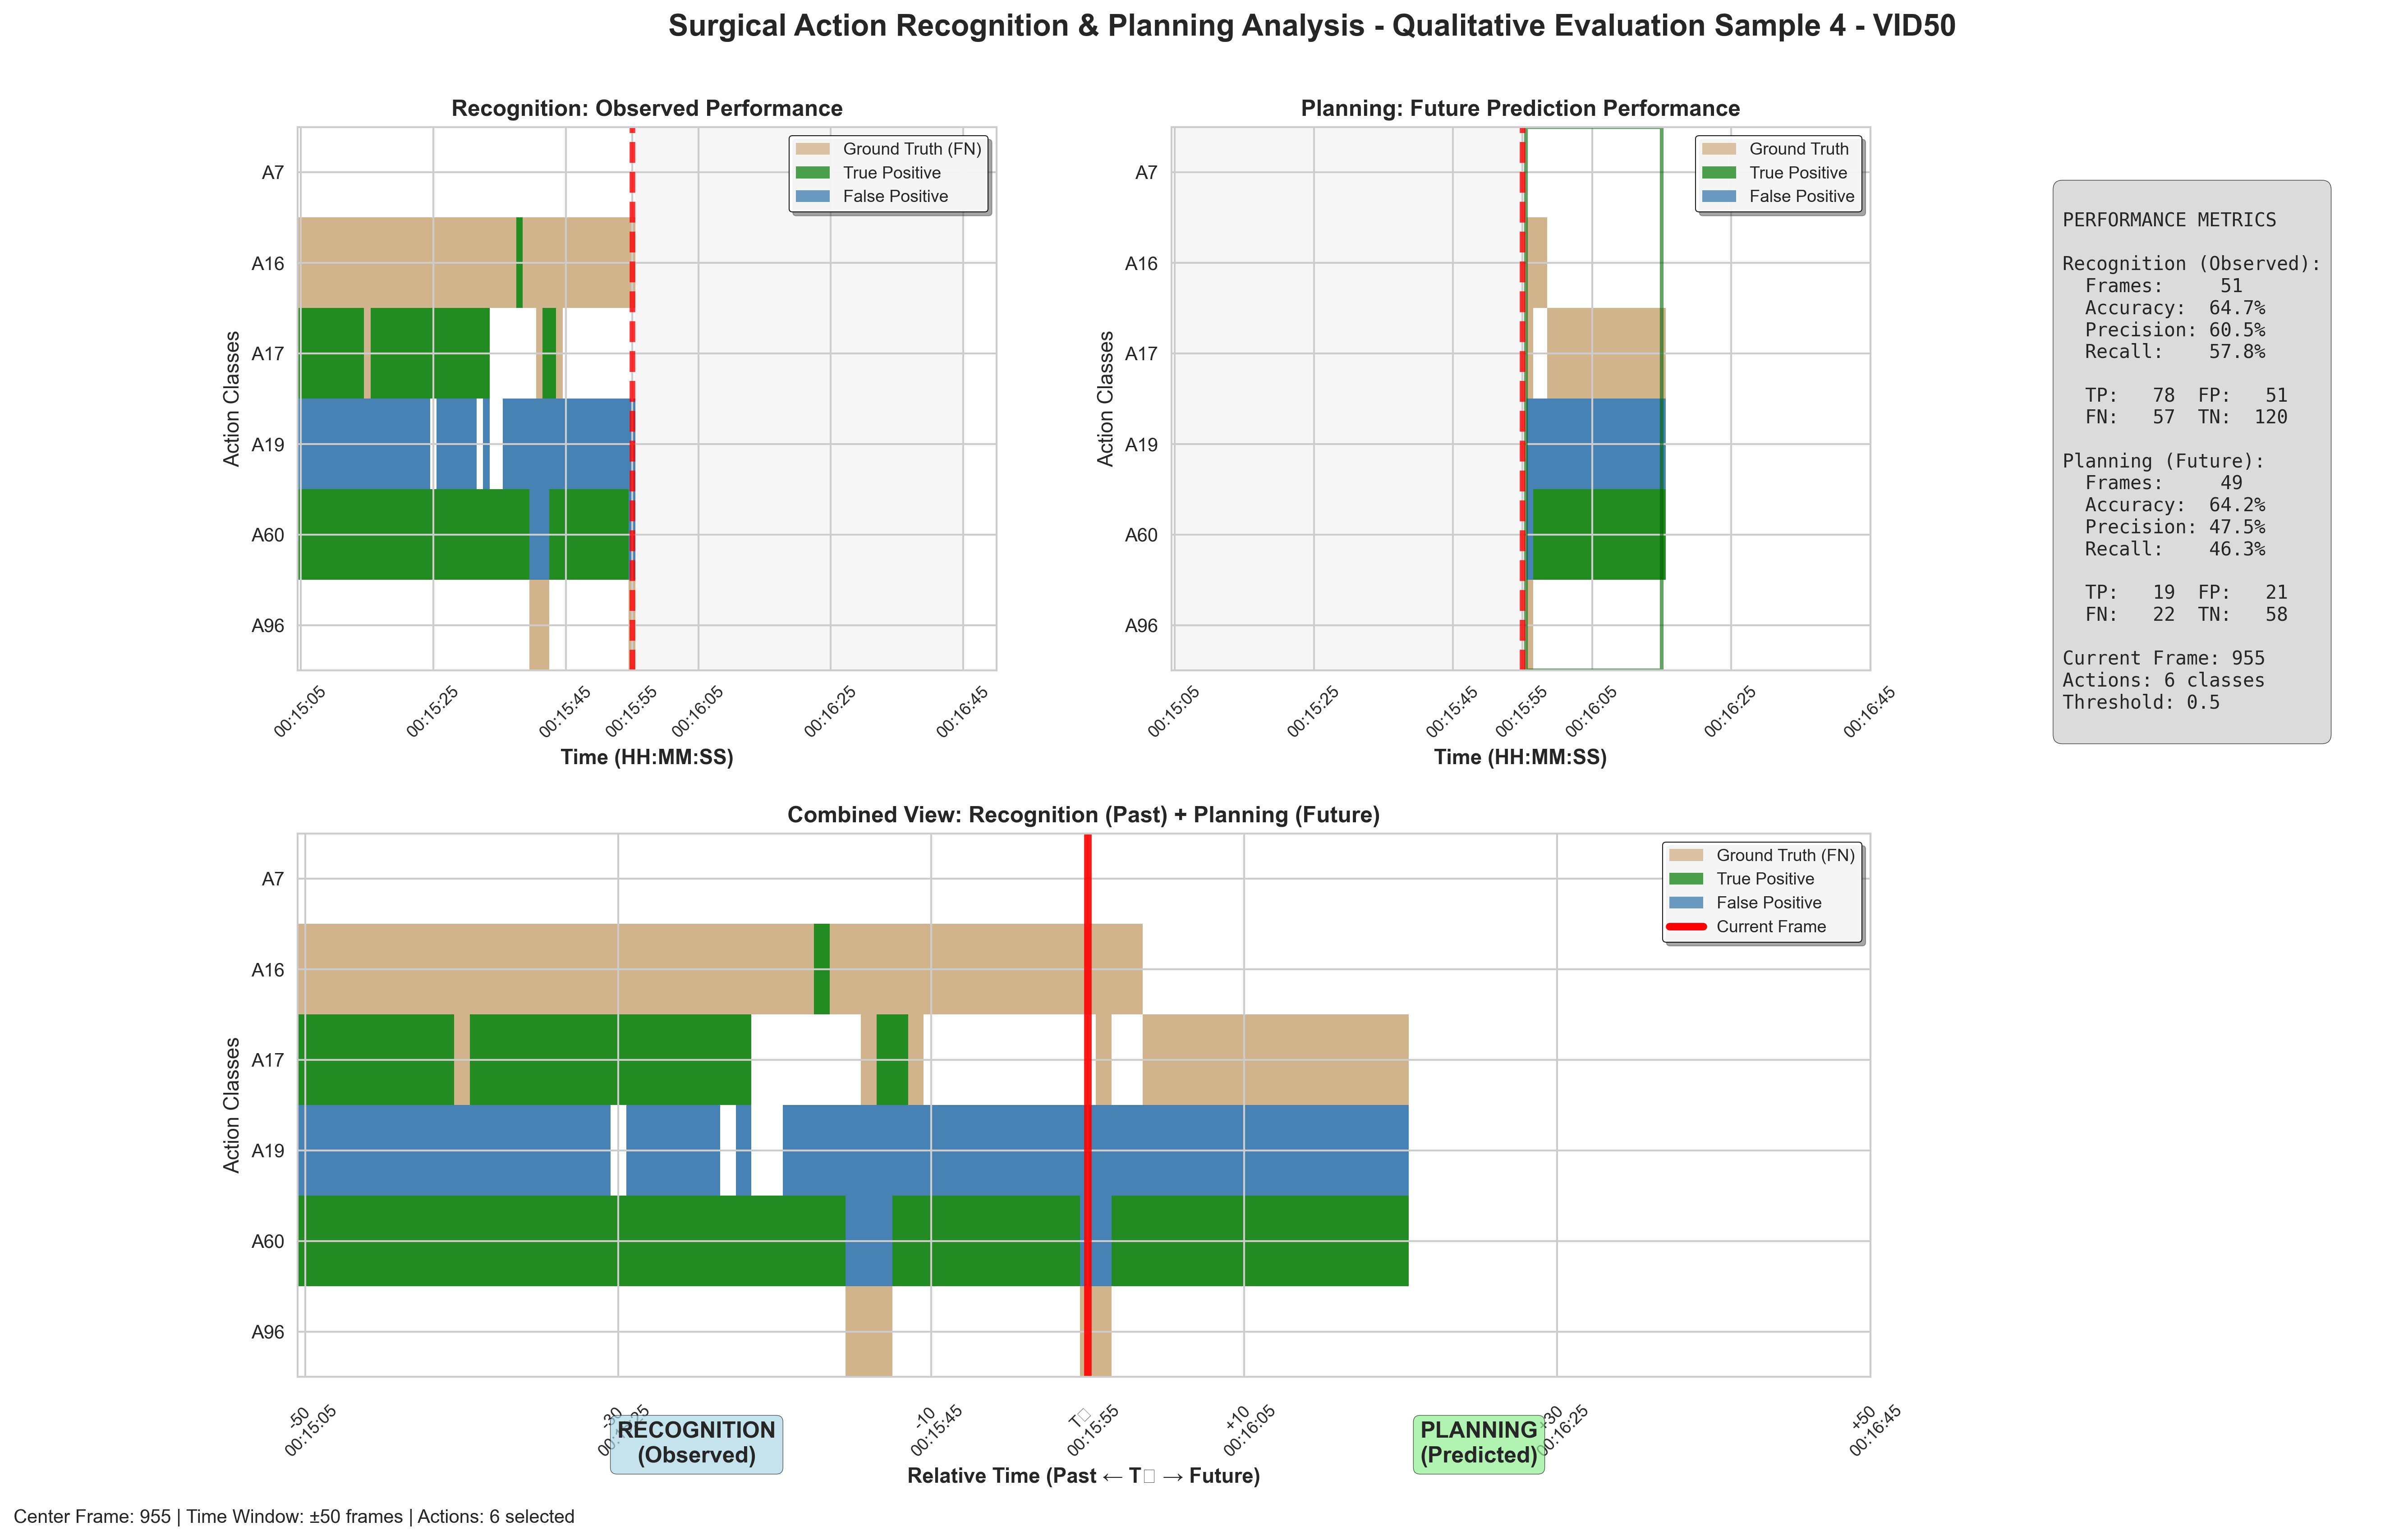 Surgical Action Recognition & Planning Analysis - Qualitative Evaluation Sample 4 - VID50
Recognition: Observed Performance
Action Classes
A7
A16
A17
A19
A60
A96
Ground Truth (FN)
True Positive
False Positive
00:15:05
00:15:25
00:15:45
00:15:55
00:16:05
00:16:25
00:16:45
Time (HH:MM:SS)
Planning: Future Prediction Performance
Action Classes
A7
A16
A17
A19
A60
A96
Ground Truth
True Positive
False Positive
00:15:05
00:15:25
00:15:45
00:15:55
00:16:05
00:16:25
00:16:45
Time (HH:MM:SS)
PERFORMANCE METRICS
Recognition (Observed):
Frames: 51
Accuracy: 64.7%
Precision: 60.5%
Recall: 57.8%
TP: 78 FP: 51
FN: 57 TN: 120
Planning (Future):
Frames: 49
Accuracy: 64.2%
Precision: 47.5%
Recall: 46.3%
TP: 19 FP: 21
FN: 22 TN: 58
Current Frame: 955
Actions: 6 classes
Threshold: 0.5
Combined View: Recognition (Past) + Planning (Future)
Action Classes
A7
A16
A17
A19
A60
A96
Ground Truth (FN)
True Positive
False Positive
Current Frame
-50
00:15:05
-30
-10
00:15:45
T
00:15:55
+10
00:16:05
+30
00:16:25
+50
00:16:45
RECOGNITION
(Observed)
PLANNING
(Predicted)
Relative Time (Past ← T□ → Future)
Center Frame: 955 | Time Window: ±50 frames | Actions: 6 selected